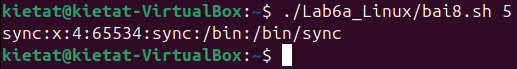 kietat@kietat-VirtualBox:~$ ./Lab6a_Linux/bai8.sh 5
sync:x:4:65534:sync:/bin:/bin/sync
kietat@kietat-VirtualBox:~$